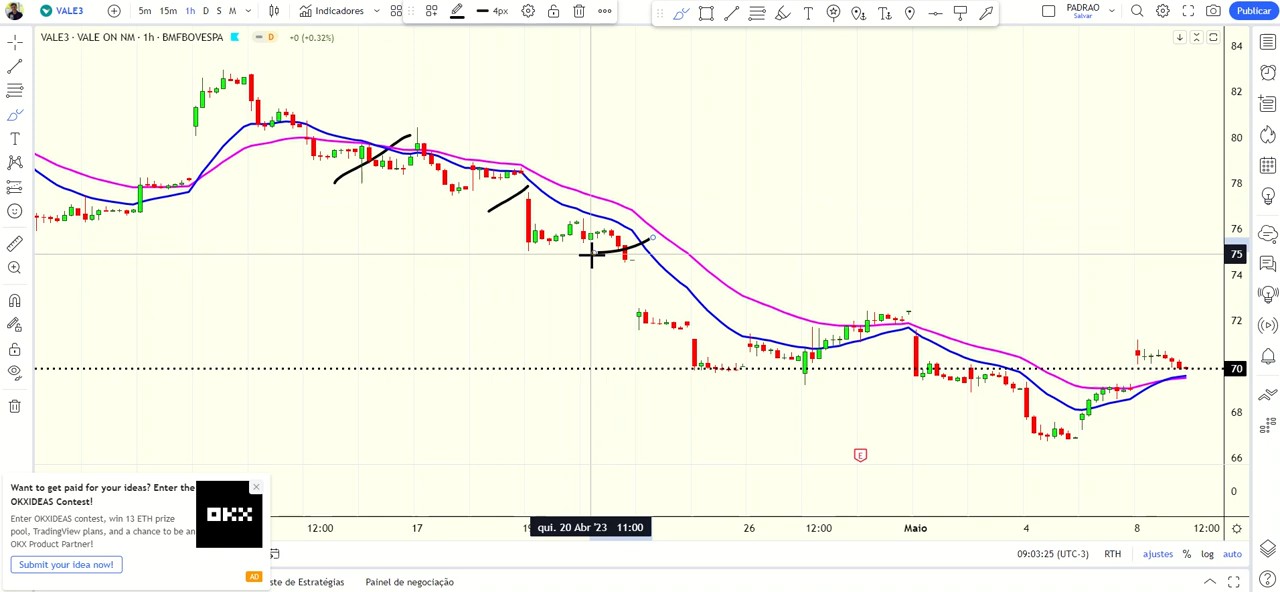 VALE3
5m 15m 1h D S M
Indicadores
4px
PADRAO
Salvar
Publicar
VALE3 · VALE ON NM · 1h · BMFBOVESPA
D
+0 (+0.32%)
84
82
80
78
76
75
74
72
70
68
66
0
E
Want to get paid for your ideas? Enter the
OKXIDEAS Contest!
Enter OKXIDEAS contest, win 13 ETH prize
pool, TradingView plans, and a chance to be an
OKX Product Partner!
Submit your idea now!
OKX
AD
12:00
17
qui. 20 Abr '23 11:00
26
12:00
Maio
4
8
12:00
09:03:25 (UTC-3)
RTH
ajustes
%
log
auto
ste de Estratégias
Painel de negociação